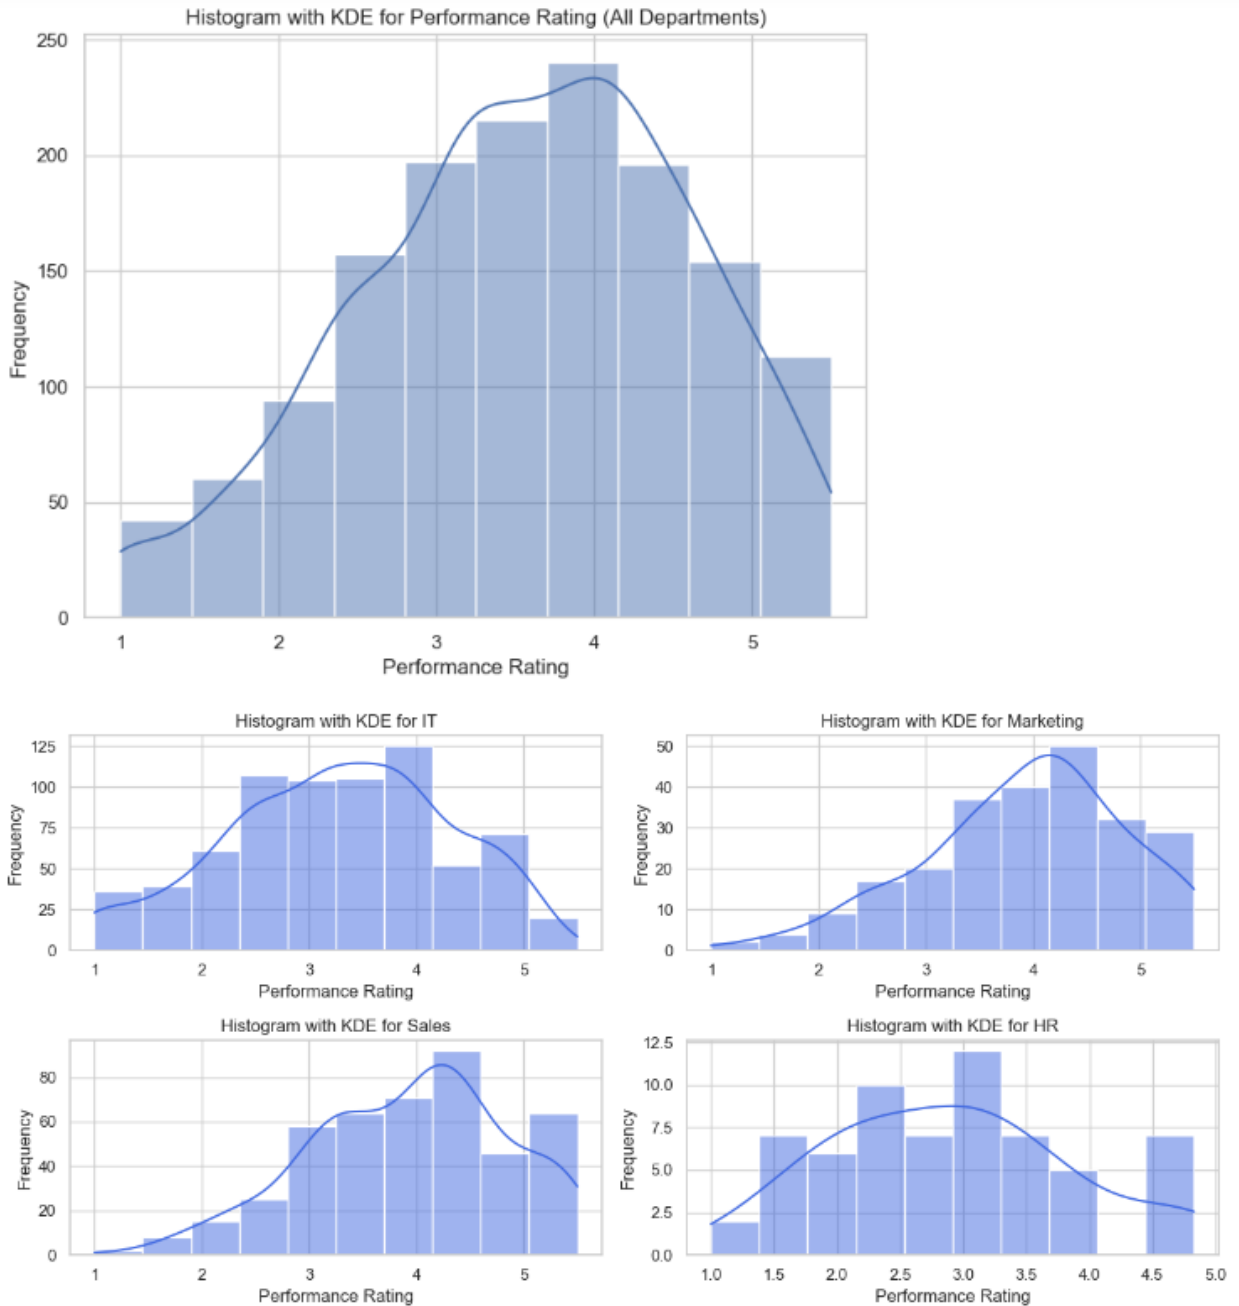 Histogram with KDE for Performance Rating (All Departments)
250
200
150
100
50
0
Frequency
1 2 3 4 5
Performance Rating
Histogram with KDE for IT
125
100
75
50
25
0
Frequency
1 2 3 4 5
Performance Rating
Histogram with KDE for Marketing
50
40
30
20
10
0
Frequency
1 2 3 4 5
Performance Rating
Histogram with KDE for Sales
80
60
40
20
0
Frequency
1 2 3 4 5
Performance Rating
Histogram with KDE for HR
12.5
10.0
7.5
5.0
2.5
0.0
Frequency
1.0 1.5 2.0 2.5 3.0 3.5 4.0 4.5 5.0
Performance Rating